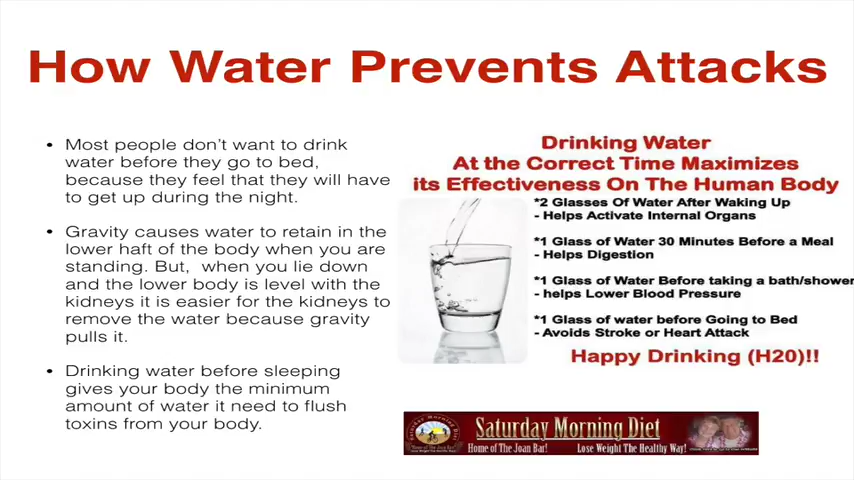 How Water Prevents Attacks
• Most people don't want to drink
water before they go to bed,
because they feel that they will have
to get up during the night.
• Gravity causes water to retain in the
lower haft of the body when you are
standing. But, when you lie down
and the lower body is level with the
kidneys it is easier for the kidneys to
remove the water because gravity
pulls it.
• Drinking water before sleeping
gives your body the minimum
amount of water it need to flush
toxins from your body.
Drinking Water
At the Correct Time Maximizes
its Effectiveness On The Human Body
*2 Glasses Of Water After Waking Up
- Helps Activate Internal Organs
*1 Glass of Water 30 Minutes Before a Meal
- Helps Digestion
*1 Glass of Water Before taking a bath/shower
- helps Lower Blood Pressure
*1 Glass of water before Going to Bed
- Avoids Stroke or Heart Attack
Happy Drinking (H20)!!
Saturday Morning Diet
Home of The Joan Bar! Lose Weight The Healthy Way!